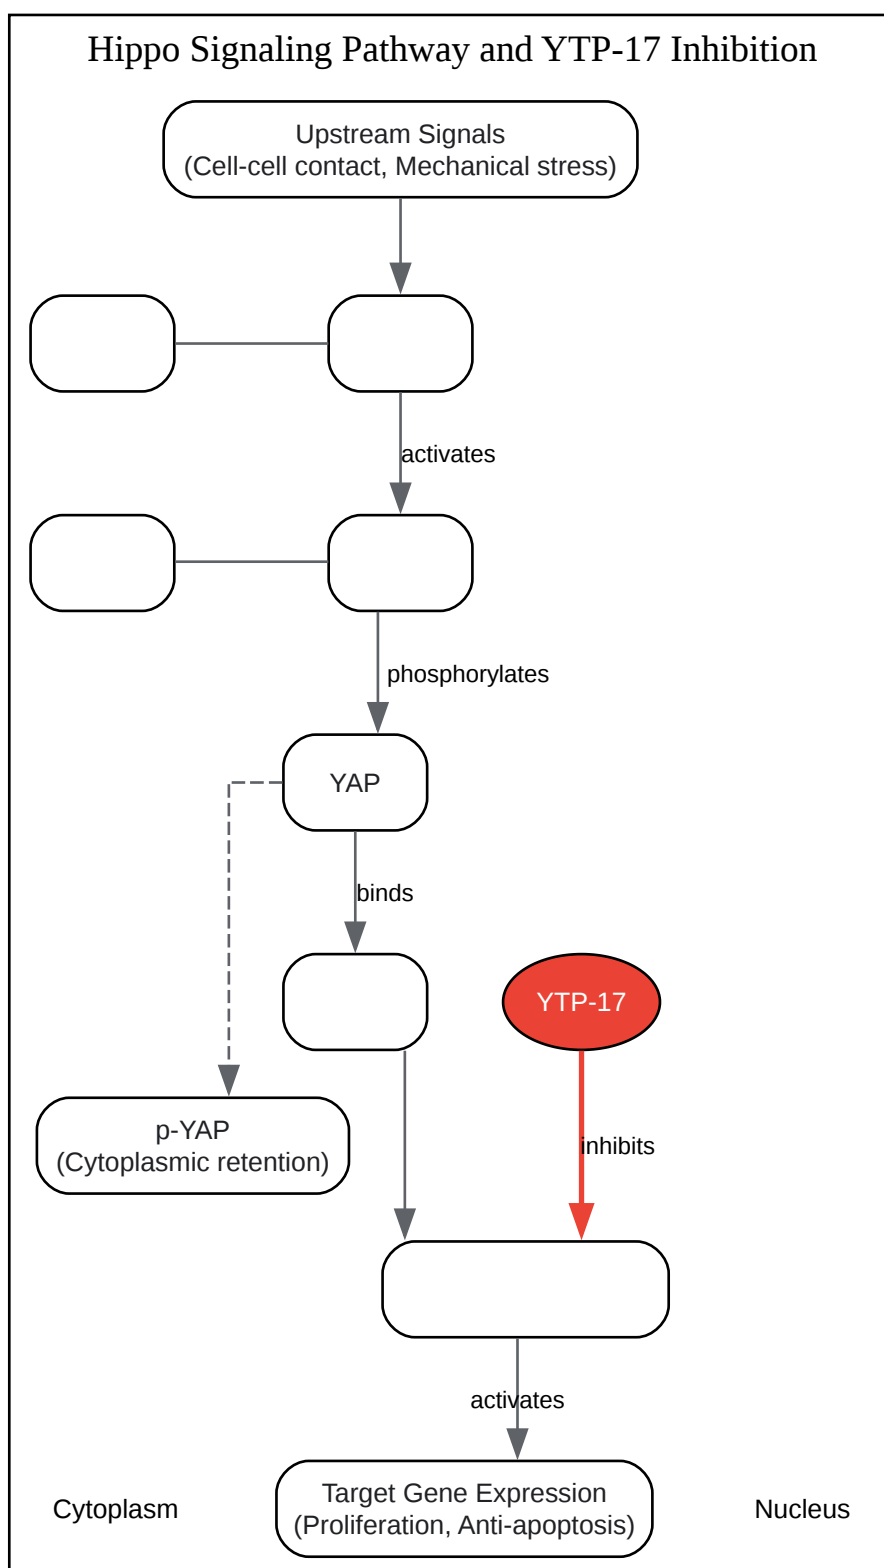 Hippo Signaling Pathway and YTP-17 Inhibition
Upstream Signals
(Cell-cell contact, Mechanical stress)
activates
phosphorylates
YAP
binds
YTP-17
p-YAP
(Cytoplasmic retention)
inhibits
activates
Target Gene Expression
(Proliferation, Anti-apoptosis)
Cytoplasm
Nucleus